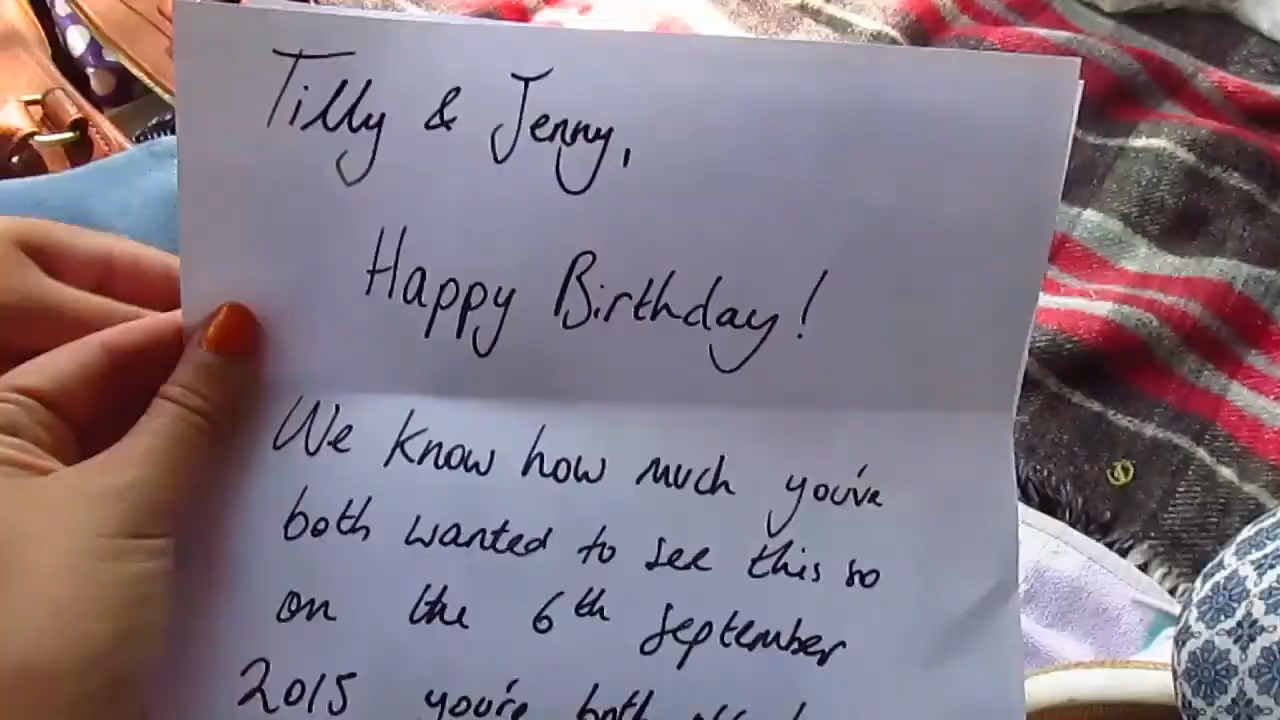 Tilly & Jenny,
Happy Birthday!
We know how much you've
both wanted to see this so
on the 6th September
2015 you're both